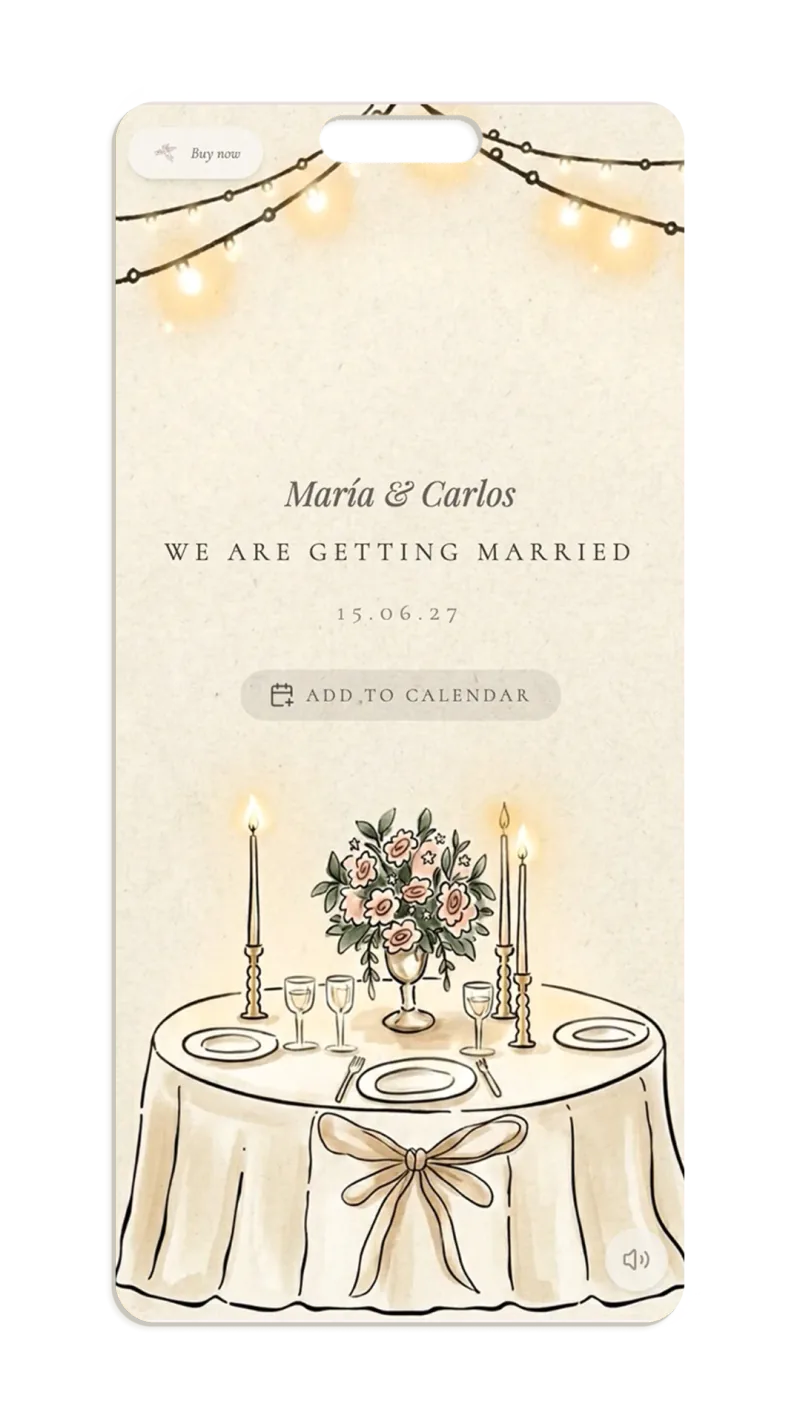 Buy now
María & Carlos
WE ARE GETTING MARRIED
15.06.27
ADD TO CALENDAR